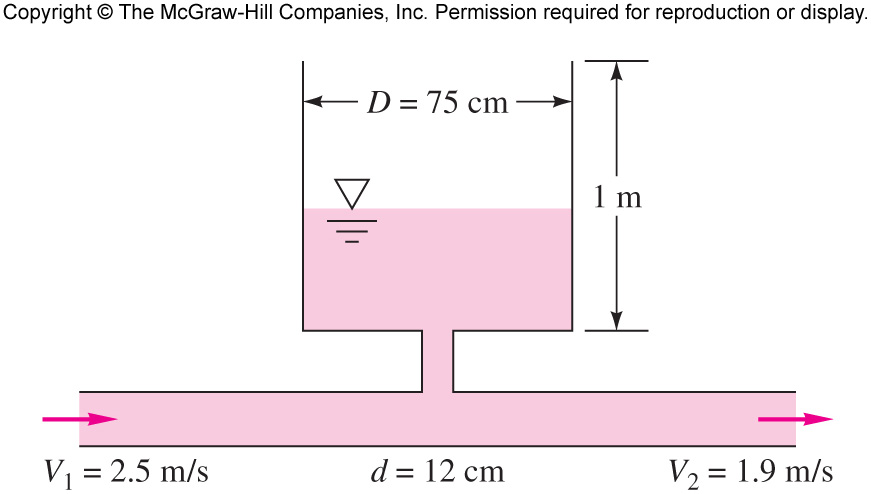 Copyright © The McGraw-Hill Companies, Inc. Permission required for reproduction or display.
D = 75 cm
1 m
V₁ = 2.5 m/s
d = 12 cm
V₂ = 1.9 m/s